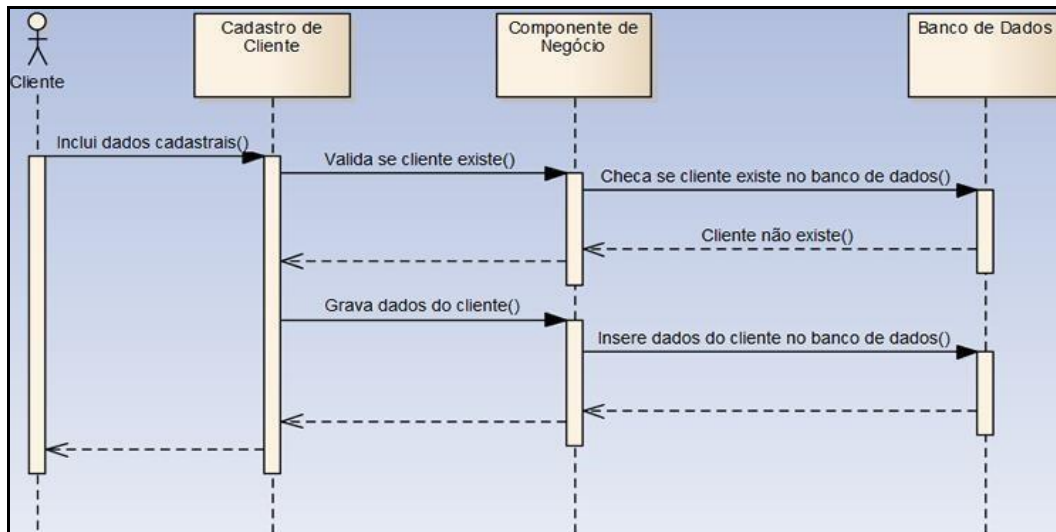 Cadastro de
Cliente
Componente de
Negócio
Banco de Dados
Cliente
Inclui dados cadastrais()
Valida se cliente existe()
Checa se cliente existe no banco de dados()
Cliente não existe()
Grava dados do cliente()
Insere dados do cliente no banco de dados()